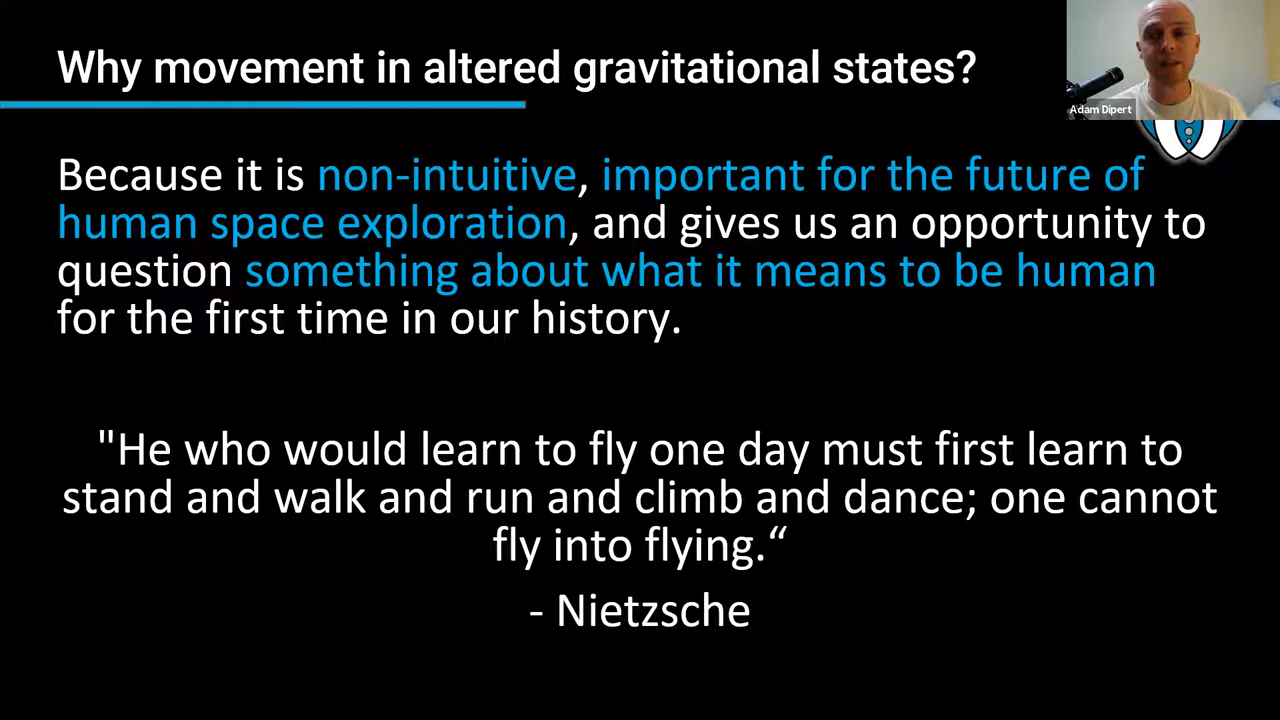 Why movement in altered gravitational states?
Adam Dipert
Because it is non-intuitive, important for the future of
human space exploration, and gives us an opportunity to
question something about what it means to be human
for the first time in our history.
"He who would learn to fly one day must first learn to
stand and walk and run and climb and dance; one cannot
fly into flying.“
- Nietzsche